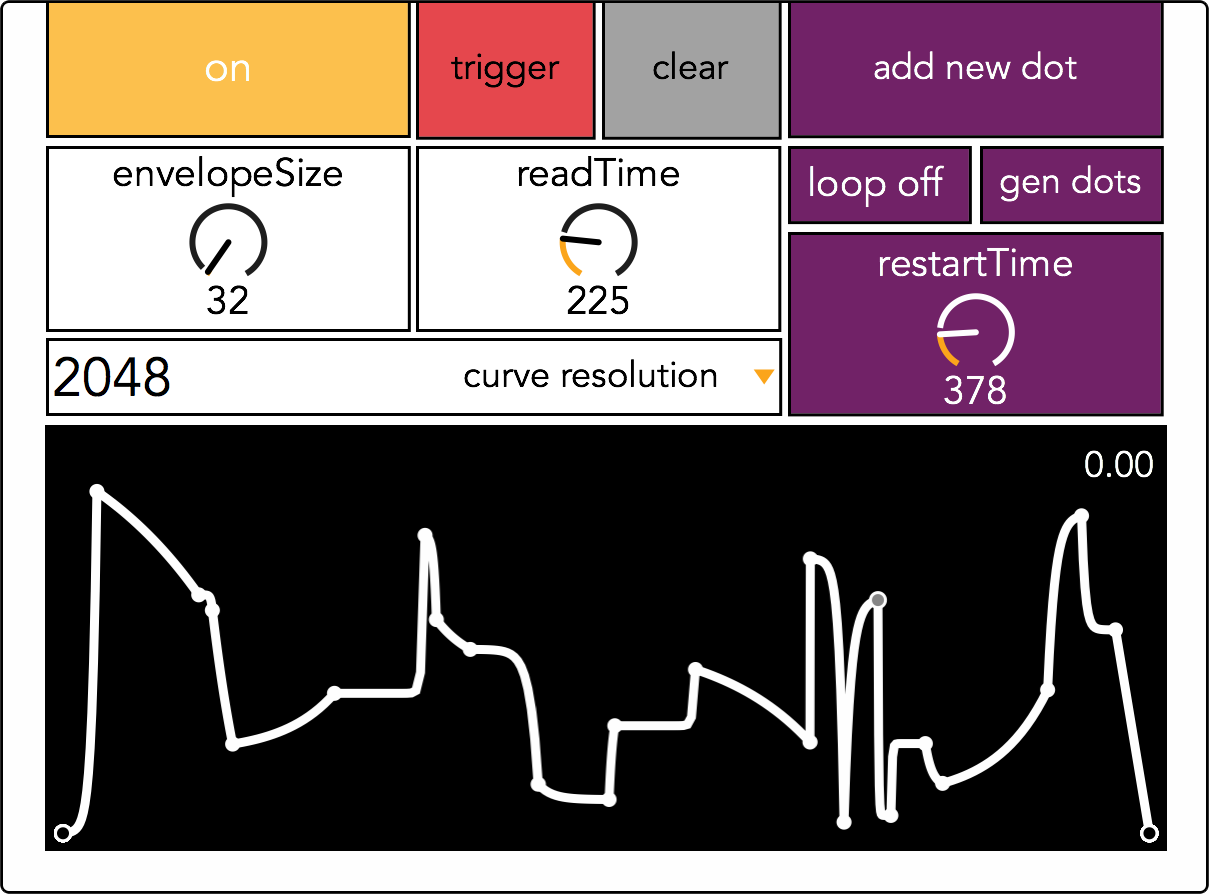 on
trigger
clear
add new dot
envelopeSize
32
readTime
225
loop off
gen dots
restartTime
378
2048
curve resolution
0.00